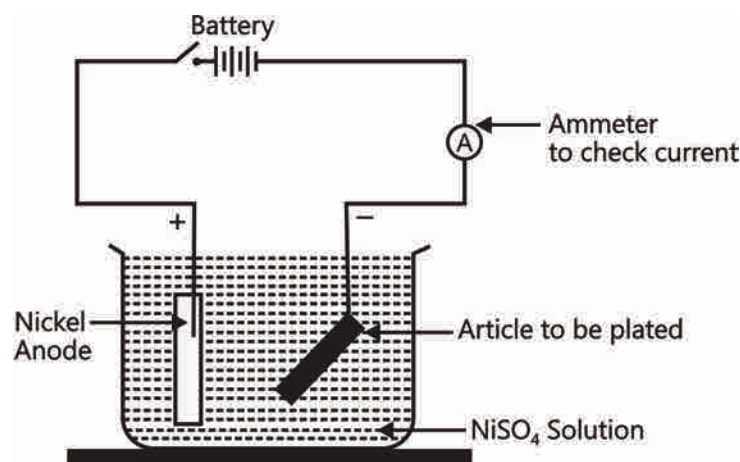 Battery
A
Ammeter
to check current
+
−
Nickel
Anode
Article to be plated
NiSO₄ Solution